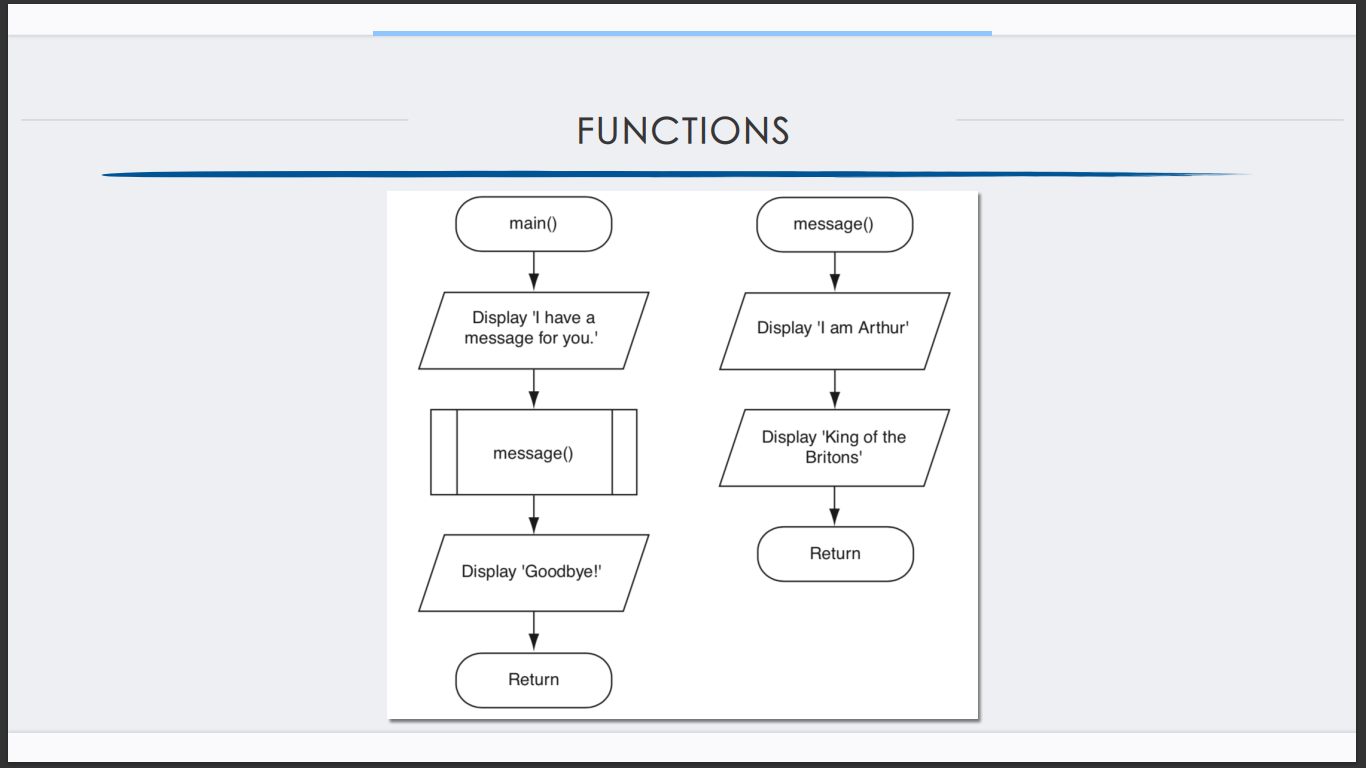 FUNCTIONS
main()
Display 'I have a
message for you.'
message()
Display 'Goodbye!'
Return
message()
Display 'I am Arthur'
Display 'King of the
Britons'
Return